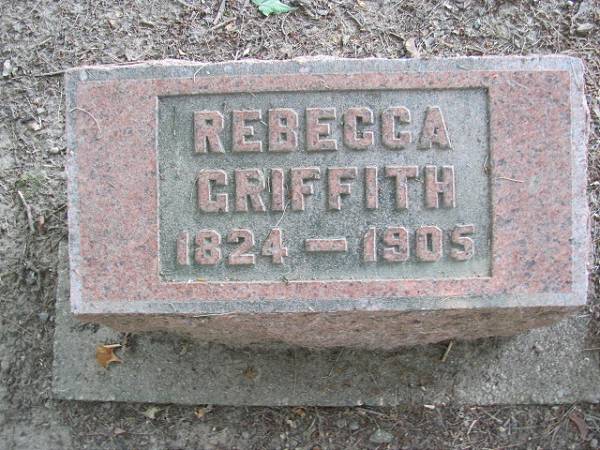 REBECCA
GRIFFITH
1824 – 1905